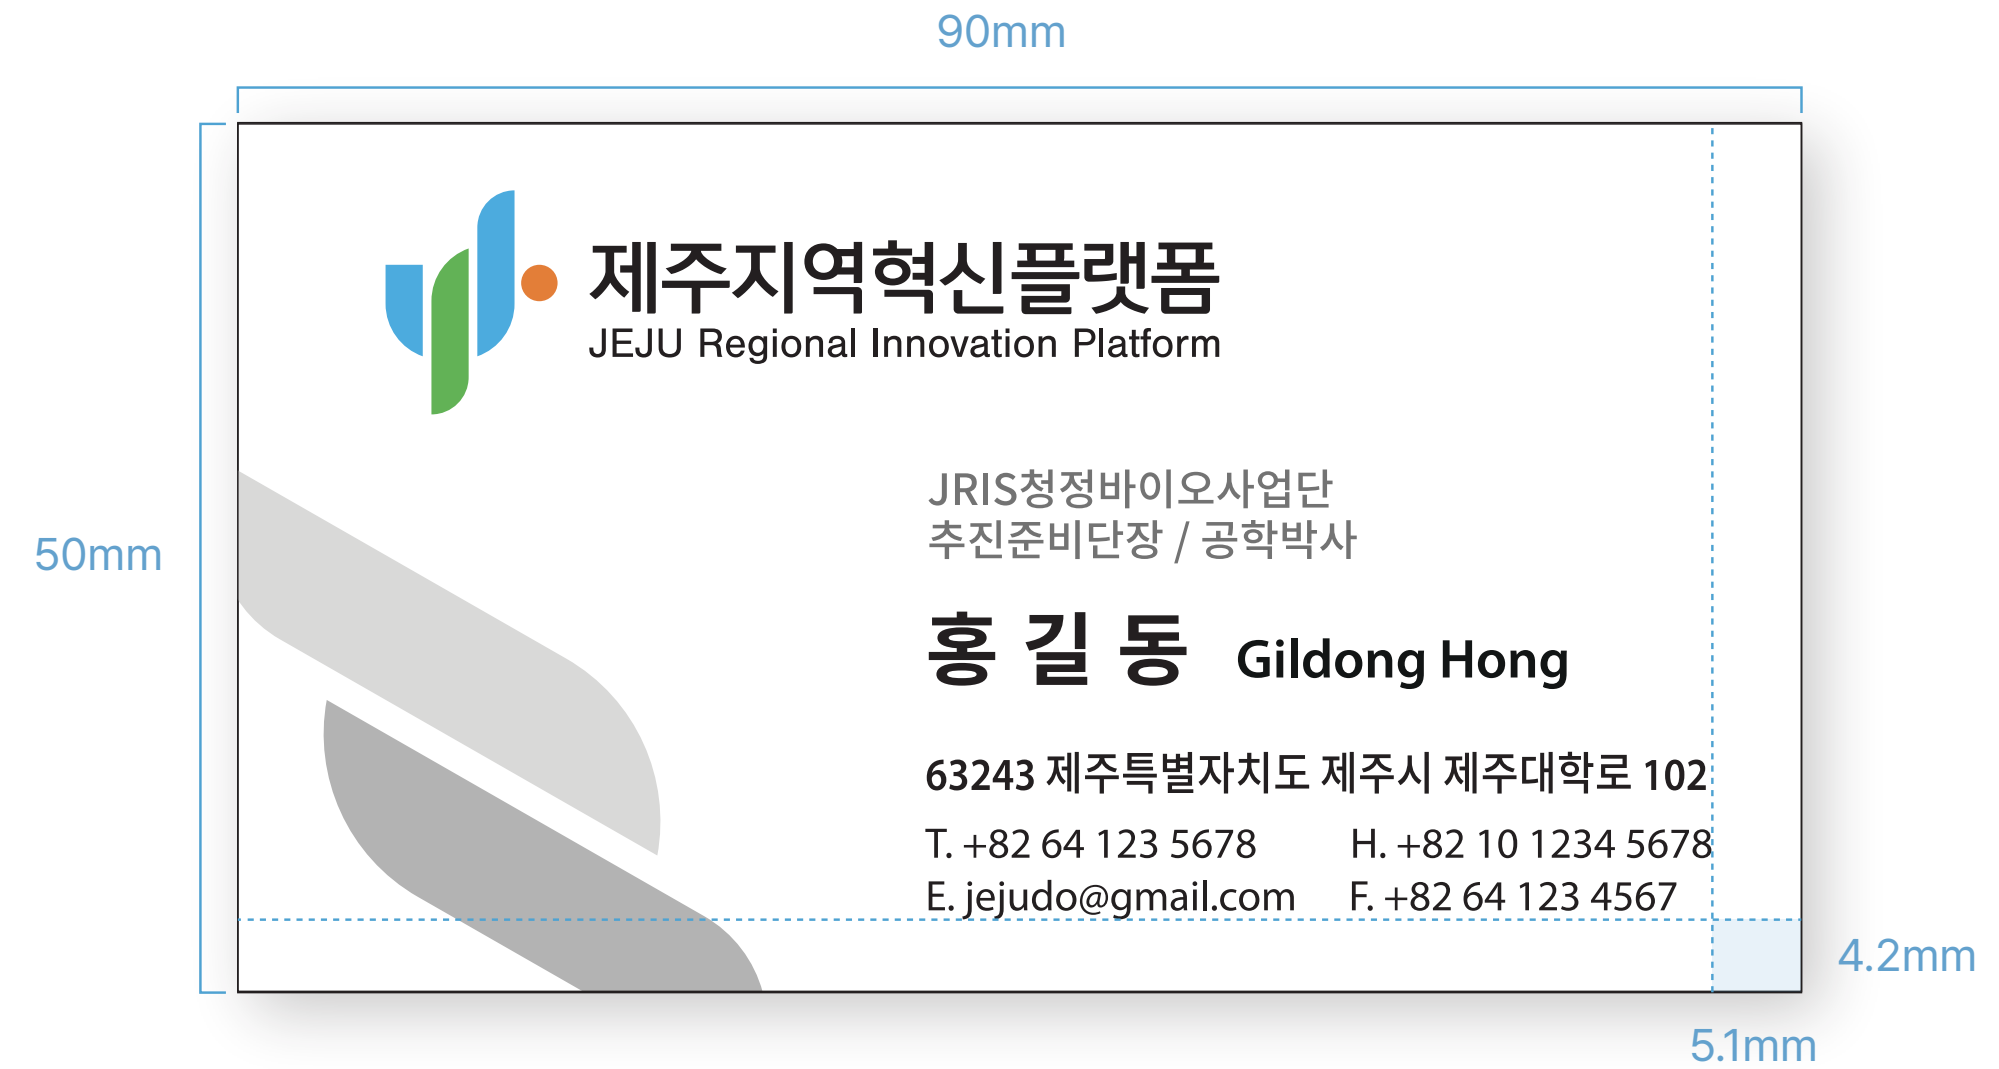 90mm
제주지역혁신플랫폼
JEJU Regional Innovation Platform
JRIS청정바이오사업단
추진준비단장 / 공학박사
50mm
홍 길 동 Gildong Hong
63243 제주특별자치도 제주시 제주대학로 102
T. +82 64 123 5678 H. +82 10 1234 5678
E. jejudo@gmail.com F. +82 64 123 4567
4.2mm
5.1mm